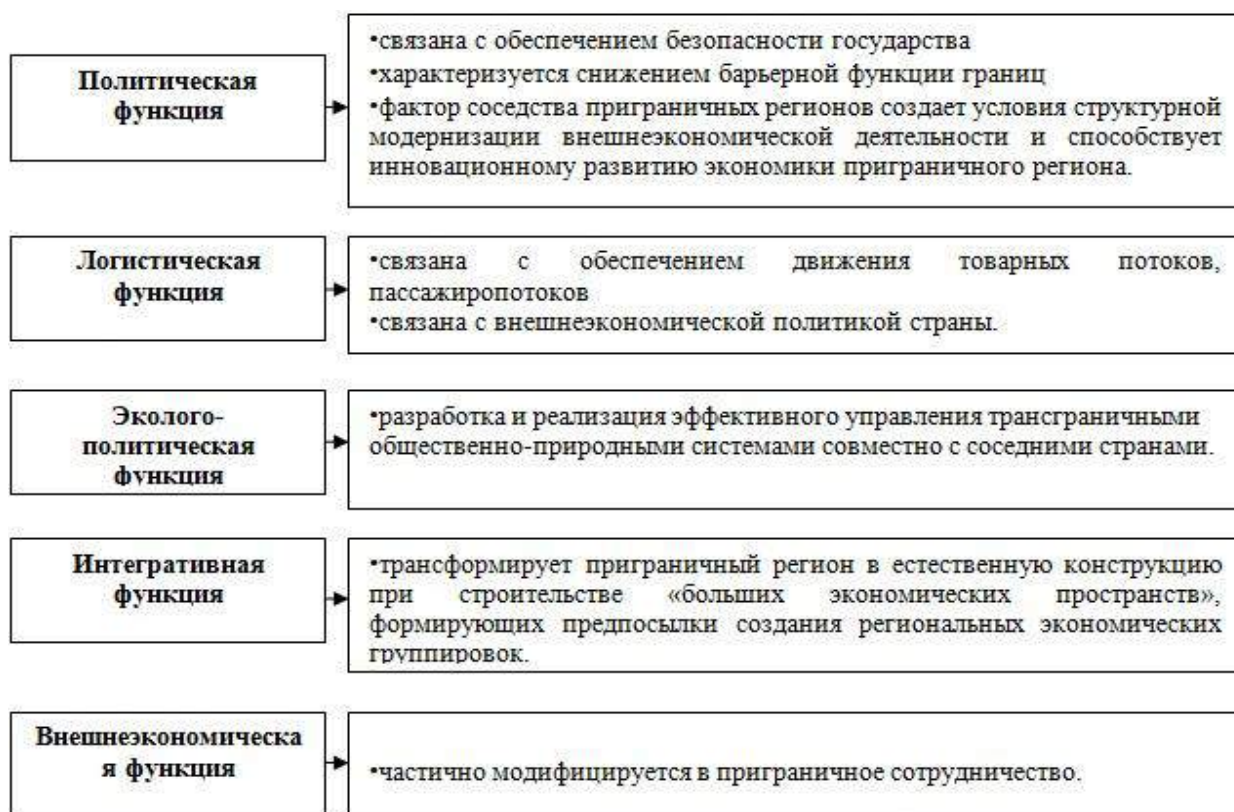 Политическая
функция
•связана с обеспечением безопасности государства
•характеризуется снижением барьерной функции границ
•фактор соседства приграничных регионов создает условия структурной
модернизации внешнеэкономической деятельности и способствует
инновационному развитию экономики приграничного региона.
Логистическая
функция
•связана с обеспечением движения товарных потоков,
пассажиропотоков
•связана с внешнеэкономической политикой страны.
Эколого-
политическая
функция
•разработка и реализация эффективного управления трансграничными
общественно-природными системами совместно с соседними странами.
Интегративная
функция
•трансформирует приграничный регион в естественную конструкцию
при строительстве «больших экономических пространств»,
формирующих предпосылки создания региональных экономических
группировок.
Внешнеэкономическа
я функция
•частично модифицируется в приграничное сотрудничество.